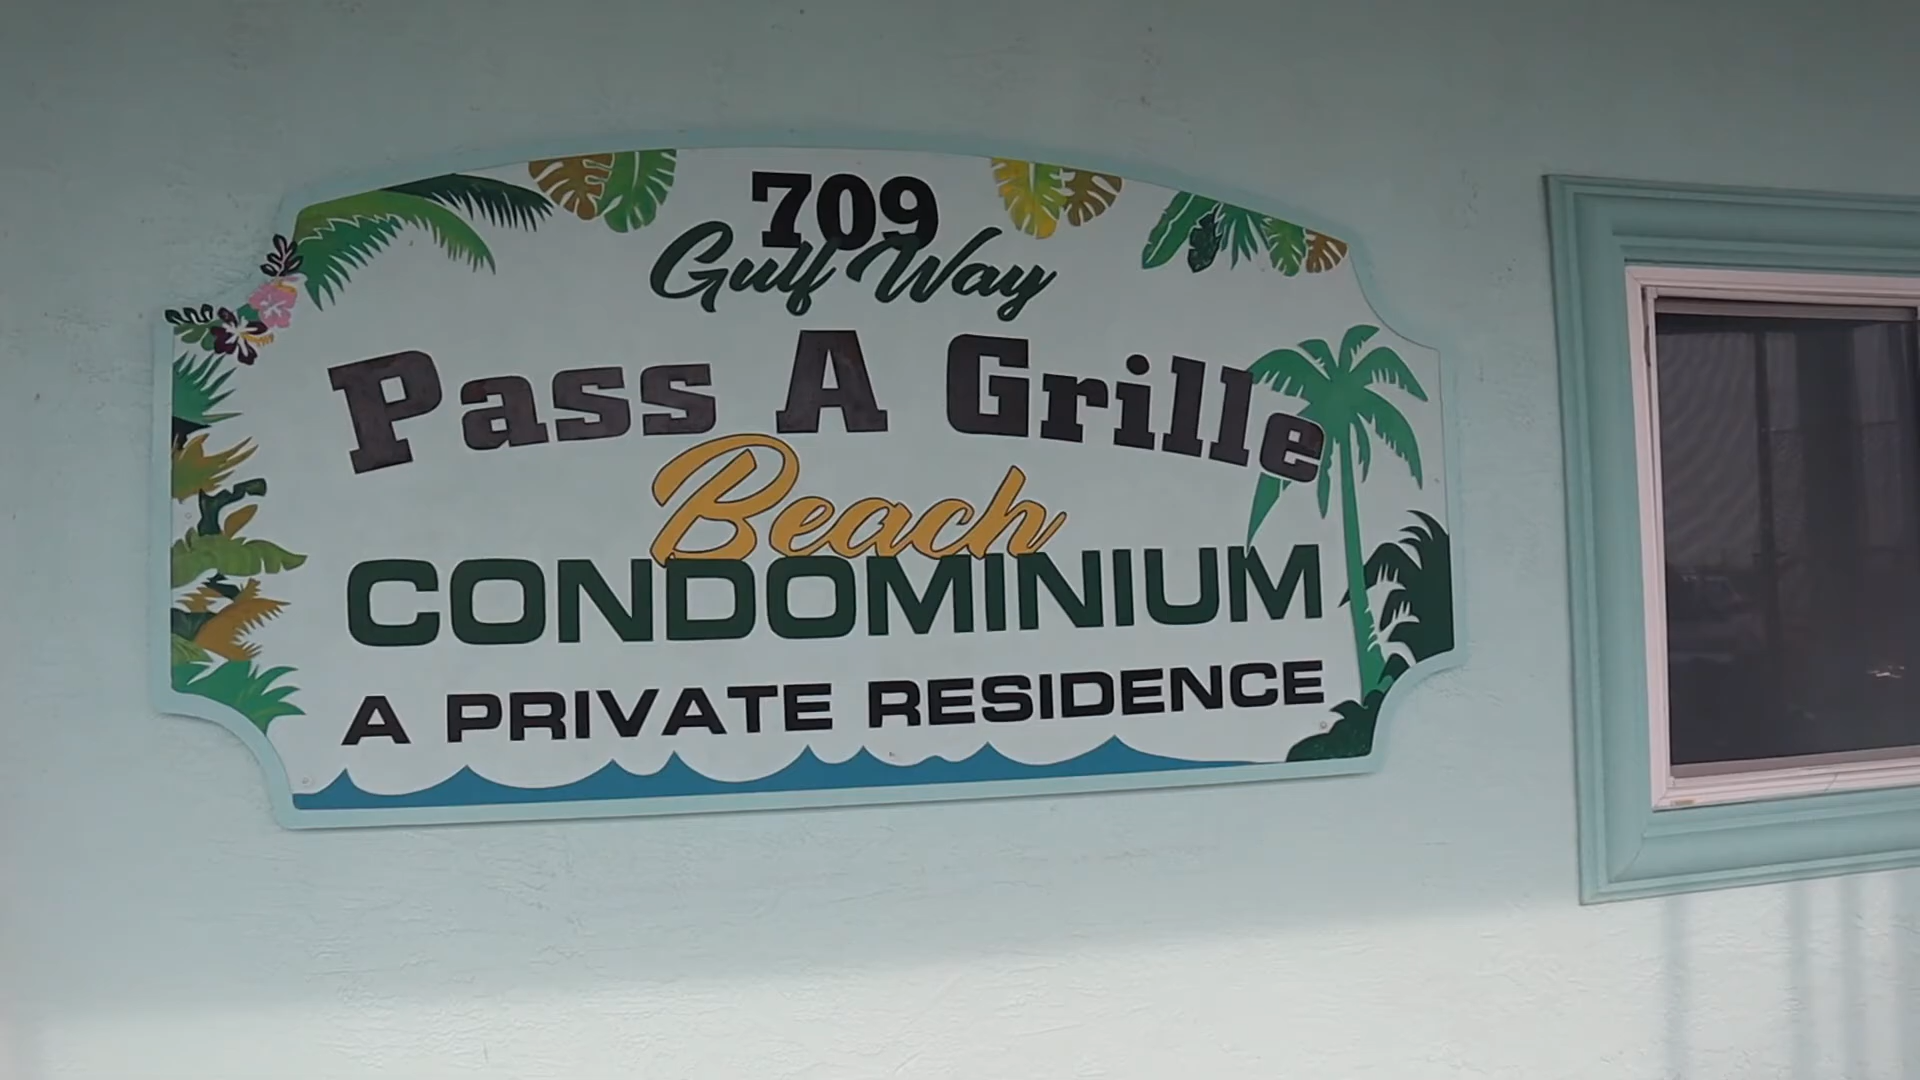 709
Gulf Way
Pass A Grille
Beach
CONDOMINIUM
A PRIVATE RESIDENCE